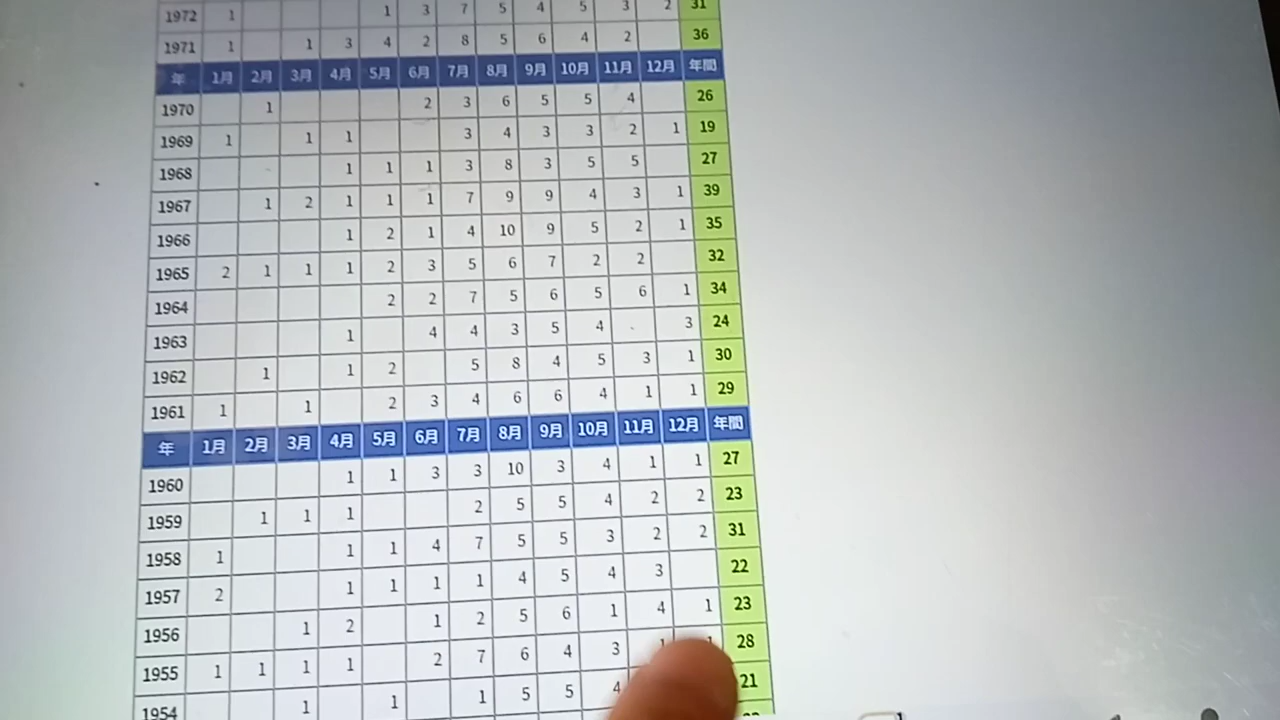 1972 1 1 3 7 5 4 5 3 2 31
1971 1 1 3 4 2 8 5 6 4 2 36
年 1月 2月 3月 4月 5月 6月 7月 8月 9月 10月 11月 12月 年間
1970 1 2 3 6 5 5 4 26
1969 1 1 1 3 4 3 3 2 1 19
1968 1 1 1 3 8 3 5 5 27
1967 1 2 1 1 1 7 9 9 4 3 1 39
1966 1 2 1 4 10 9 5 2 1 35
1965 2 1 1 1 2 3 5 6 7 2 2 32
1964 2 2 7 5 6 5 6 1 34
1963 1 4 4 3 5 4 3 24
1962 1 1 2 5 8 4 5 3 1 30
1961 1 1 2 3 4 6 6 4 1 1 29
年 1月 2月 3月 4月 5月 6月 7月 8月 9月 10月 11月 12月 年間
1960 1 1 3 3 10 3 4 1 1 27
1959 1 1 1 2 5 5 4 2 2 23
1958 1 1 1 4 7 5 5 3 2 2 31
1957 2 1 1 1 1 4 5 4 3 22
1956 1 2 1 2 5 6 1 4 1 23
1955 1 1 1 1 2 7 6 4 3 1 1 28
1954 1 1 1 5 5 4 21